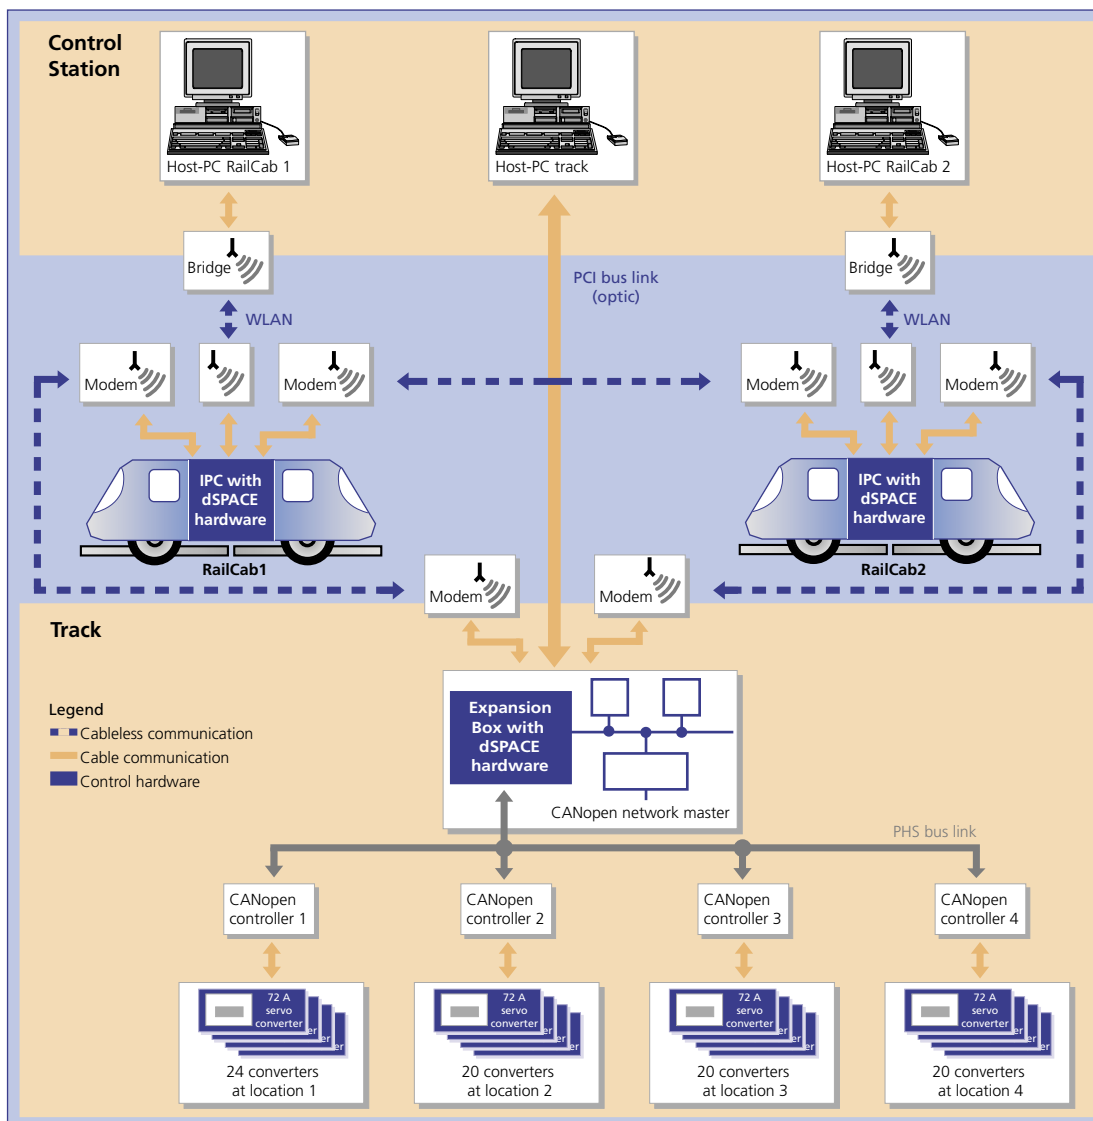 Control
Station
Host-PC RailCab 1
Host-PC track
Host-PC RailCab 2
Bridge
Bridge
PCI bus link
(optic)
WLAN
WLAN
Modem
Modem
Modem
Modem
IPC with
dSPACE
hardware
RailCab1
IPC with
dSPACE
hardware
RailCab2
Modem
Modem
Track
Legend
Cableless communication
Cable communication
Control hardware
Expansion
Box with
dSPACE
hardware
CANopen network master
PHS bus link
CANopen
controller 1
CANopen
controller 2
CANopen
controller 3
CANopen
controller 4
72 A
servo
converter
24 converters
at location 1
72 A
servo
converter
20 converters
at location 2
72 A
servo
converter
20 converters
at location 3
72 A
servo
converter
20 converters
at location 4